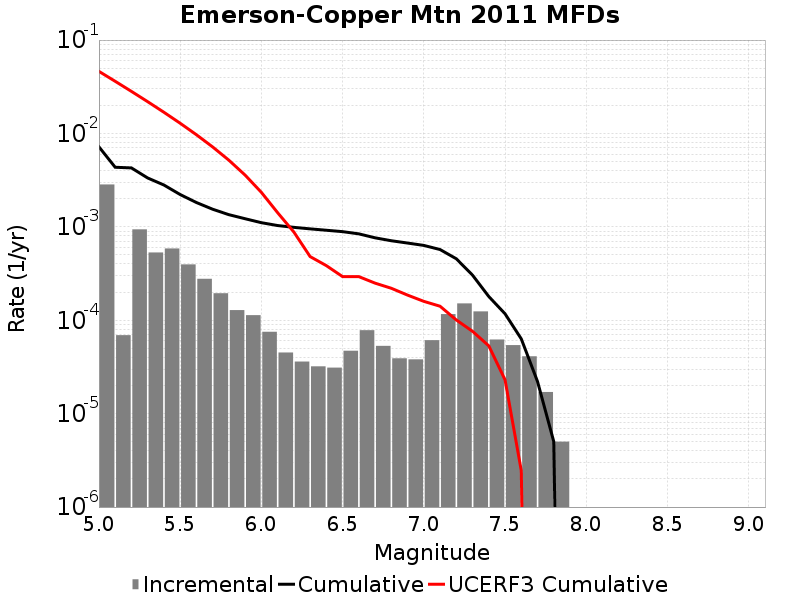 Emerson-Copper Mtn 2011 MFDs
10-1
10-2
10-3
10-4
10-5
10-6
Rate (1/yr)
5.0 5.5 6.0 6.5 7.0 7.5 8.0 8.5 9.0
Magnitude
Incremental Cumulative UCERF3 Cumulative